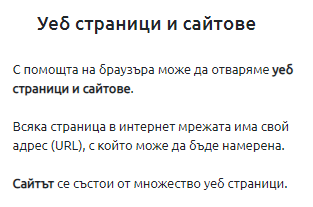 Уеб страници и сайтове
С помощта на браузъра може да отваряме уеб
страници и сайтове.
Всяка страница в интернет мрежата има свой
адрес (URL), с който може да бъде намерена.
Сайтът се състои от множество уеб страници.